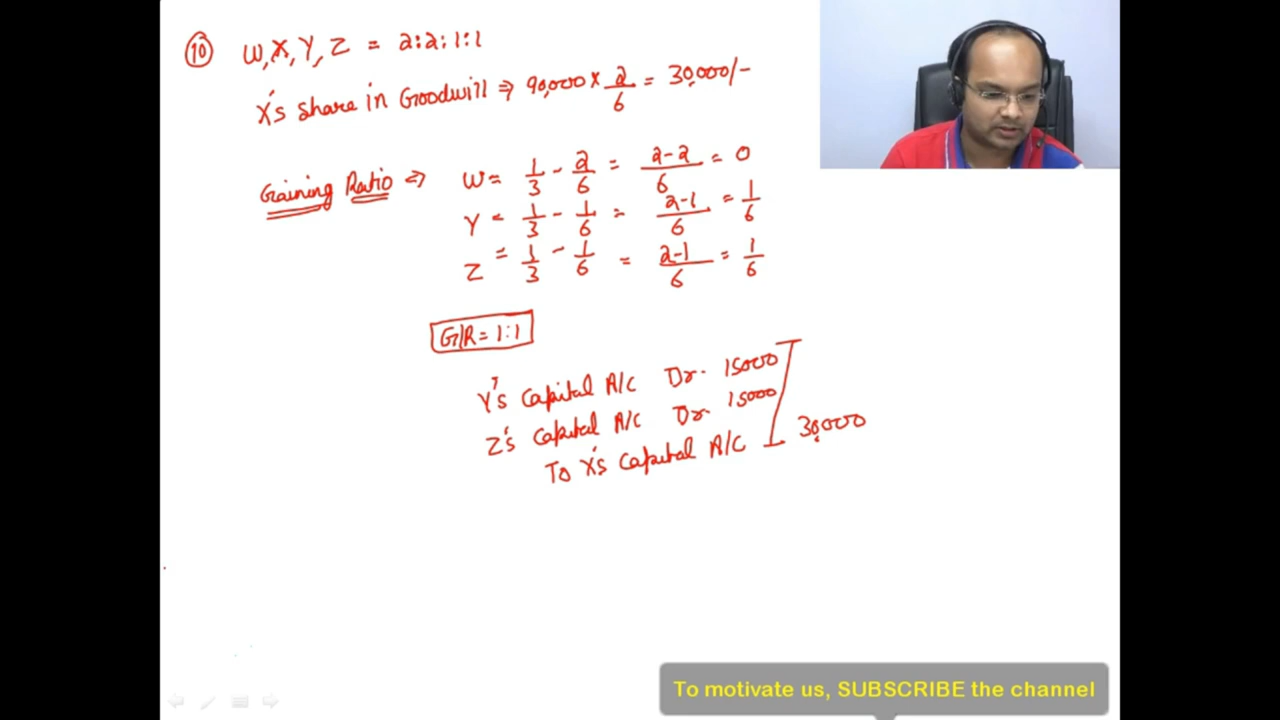 10 W, X, Y, Z = 2:2:1:1
X's share in Goodwill ⇒ 90,000 × 2/6 = 30,000/-
Gaining Ratio ⇒ W = 1/3 - 2/6 = 2-2/6 = 0
Y = 1/3 - 1/6 = 2-1/6 = 1/6
Z = 1/3 - 1/6 = 2-1/6 = 1/6
G/R = 1:1
Y's Capital A/C Dr. 15000
Z's Capital A/C Dr. 15000
To X's Capital A/C 30,000
To motivate us, SUBSCRIBE the channel